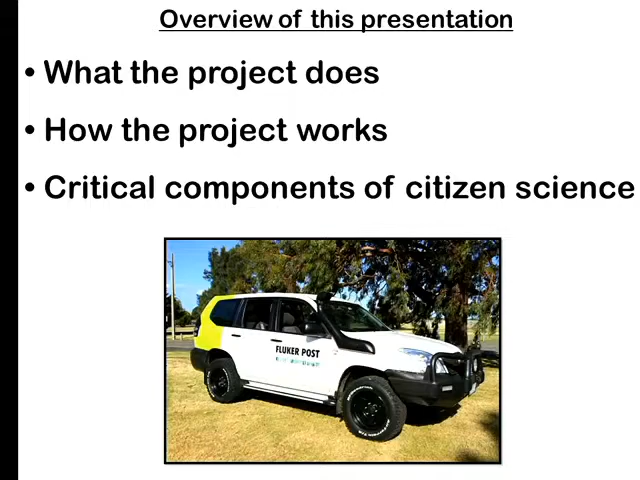 Overview of this presentation
• What the project does
• How the project works
• Critical components of citizen science
FLUKER POST